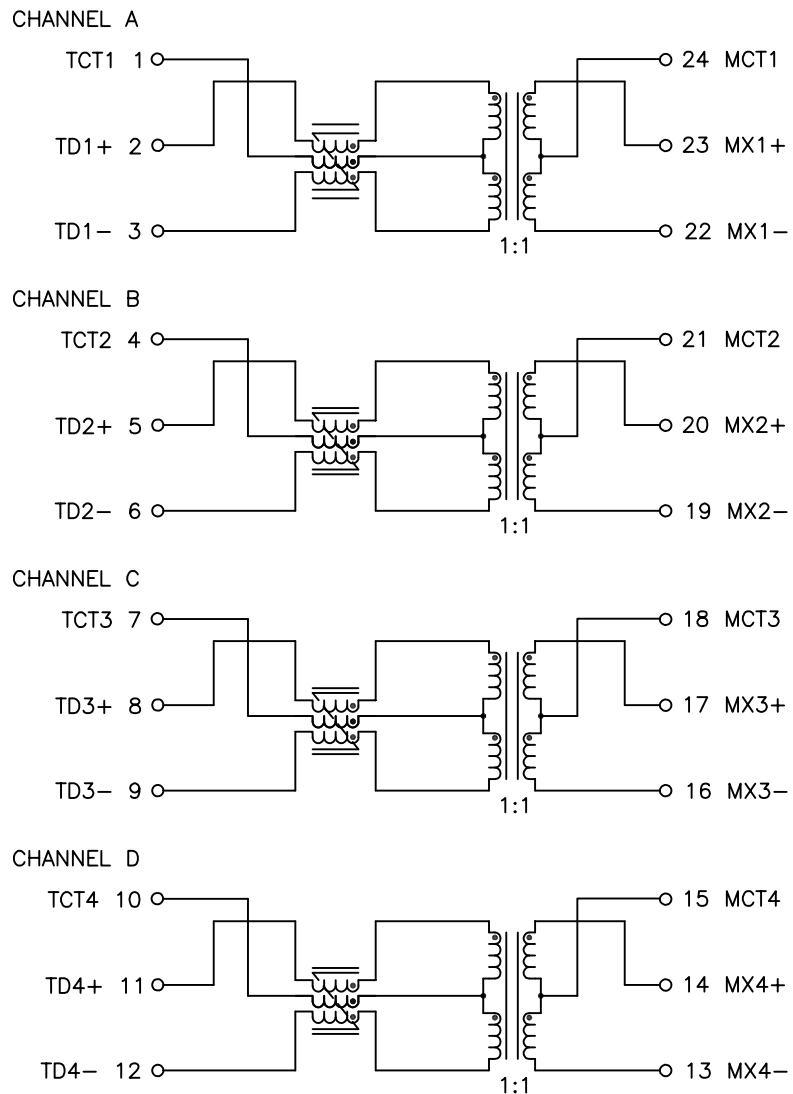 CHANNEL A
TCT1 1 24 MCT1
TD1+ 2 23 MX1+
TD1− 3 22 MX1−
1:1
CHANNEL B
TCT2 4 21 MCT2
TD2+ 5 20 MX2+
TD2− 6 19 MX2−
1:1
CHANNEL C
TCT3 7 18 MCT3
TD3+ 8 17 MX3+
TD3− 9 16 MX3−
1:1
CHANNEL D
TCT4 10 15 MCT4
TD4+ 11 14 MX4+
TD4− 12 13 MX4−
1:1